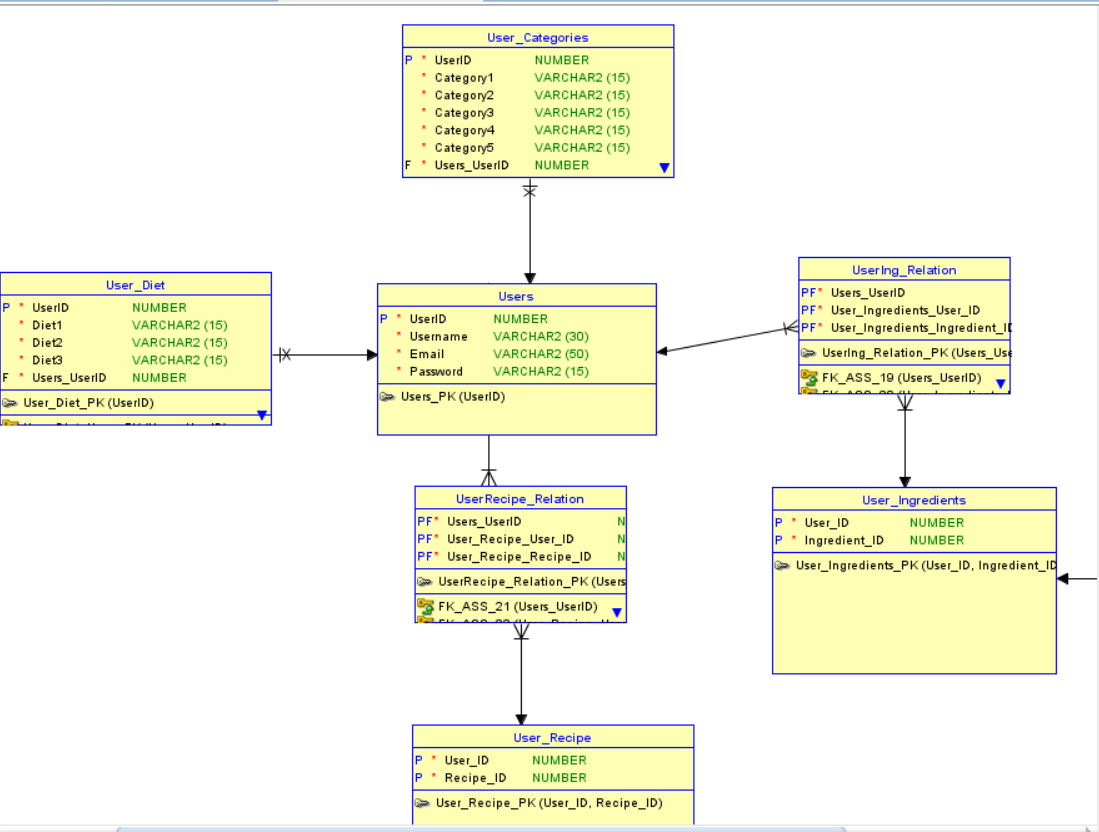 User_Categories
P * UserID NUMBER
* Category1 VARCHAR2 (15)
* Category2 VARCHAR2 (15)
* Category3 VARCHAR2 (15)
* Category4 VARCHAR2 (15)
* Category5 VARCHAR2 (15)
F * Users_UserID NUMBER
User_Diet
P * UserID NUMBER
* Diet1 VARCHAR2 (15)
* Diet2 VARCHAR2 (15)
* Diet3 VARCHAR2 (15)
F * Users_UserID NUMBER
User_Diet_PK (UserID)
Users
P * UserID NUMBER
* Username VARCHAR2 (30)
* Email VARCHAR2 (50)
* Password VARCHAR2 (15)
Users_PK (UserID)
UserIng_Relation
PF* Users_UserID
PF* User_Ingredients_User_ID
PF* User_Ingredients_Ingredient_ID
UserIng_Relation_PK (Users_Use
FK_ASS_19 (Users_UserID)
UserRecipe_Relation
PF* Users_UserID N
PF* User_Recipe_User_ID N
PF* User_Recipe_Recipe_ID N
UserRecipe_Relation_PK (Users
FK_ASS_21 (Users_UserID)
User_Ingredients
P * User_ID NUMBER
P * Ingredient_ID NUMBER
User_Ingredients_PK (User_ID, Ingredient_ID
User_Recipe
P * User_ID NUMBER
P * Recipe_ID NUMBER
User_Recipe_PK (User_ID, Recipe_ID)